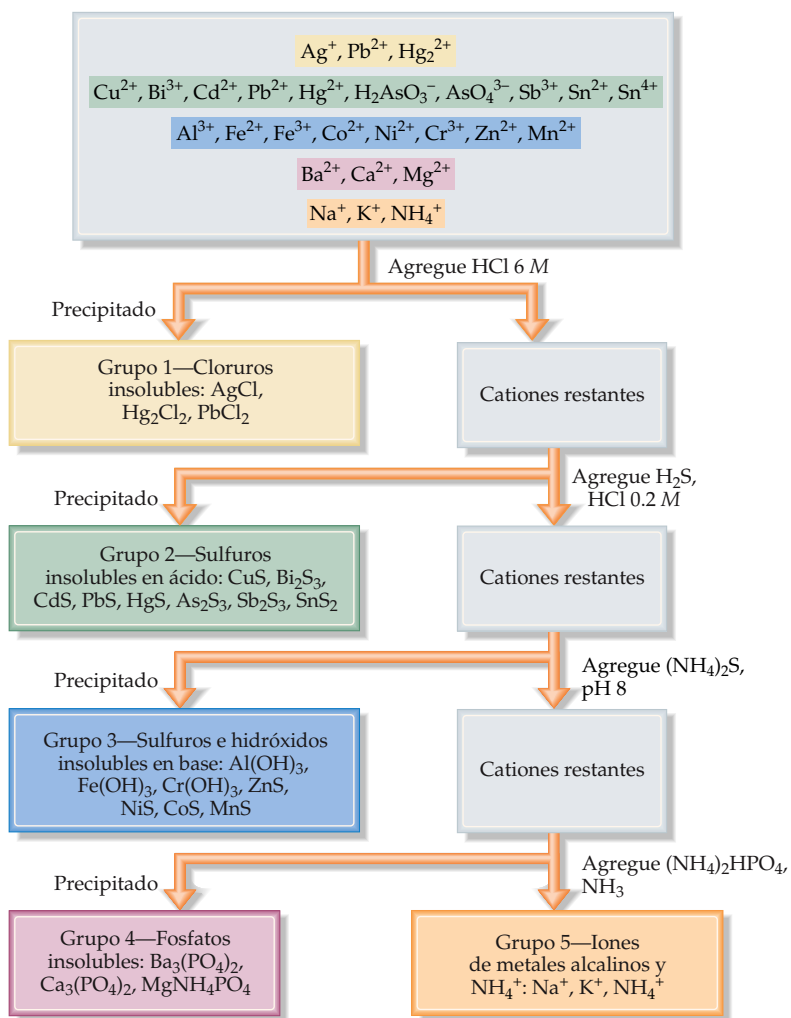 Ag⁺, Pb²⁺, Hg₂²⁺
Cu²⁺, Bi³⁺, Cd²⁺, Pb²⁺, Hg²⁺, H₂AsO₃⁻, AsO₄³⁻, Sb³⁺, Sn²⁺, Sn⁴⁺
Al³⁺, Fe²⁺, Fe³⁺, Co²⁺, Ni²⁺, Cr³⁺, Zn²⁺, Mn²⁺
Ba²⁺, Ca²⁺, Mg²⁺
Na⁺, K⁺, NH₄⁺
Agregue HCl 6 M
Precipitado
Grupo 1—Cloruros
insolubles: AgCl,
Hg₂Cl₂, PbCl₂
Cationes restantes
Agregue H₂S,
HCl 0.2 M
Precipitado
Grupo 2—Sulfuros
insolubles en ácido: CuS, Bi₂S₃,
CdS, PbS, HgS, As₂S₃, Sb₂S₃, SnS₂
Cationes restantes
Agregue (NH₄)₂S,
pH 8
Precipitado
Grupo 3—Sulfuros e hidróxidos
insolubles en base: Al(OH)₃,
Fe(OH)₃, Cr(OH)₃, ZnS,
NiS, CoS, MnS
Cationes restantes
Agregue (NH₄)₂HPO₄,
NH₃
Precipitado
Grupo 4—Fosfatos
insolubles: Ba₃(PO₄)₂,
Ca₃(PO₄)₂, MgNH4PO₄
Grupo 5—Iones
de metales alcalinos y
NH₄⁺: Na⁺, K⁺, NH₄⁺